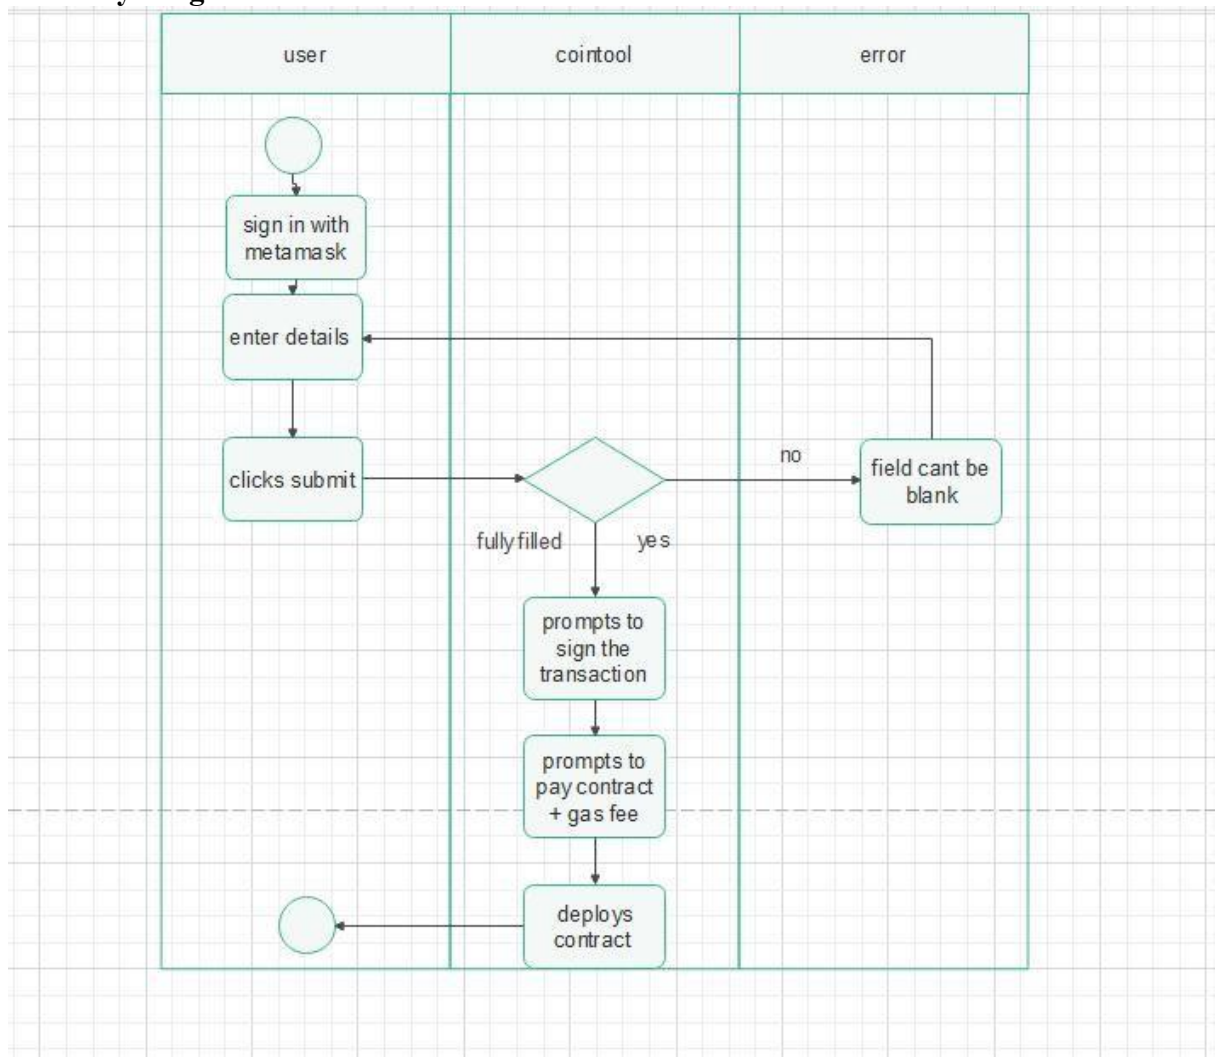 user
cointool
error
sign in with
metamask
enter details
clicks submit
no
field cant be
blank
fully filled
yes
prompts to
sign the
transaction
prompts to
pay contract
+ gas fee
deploys
contract